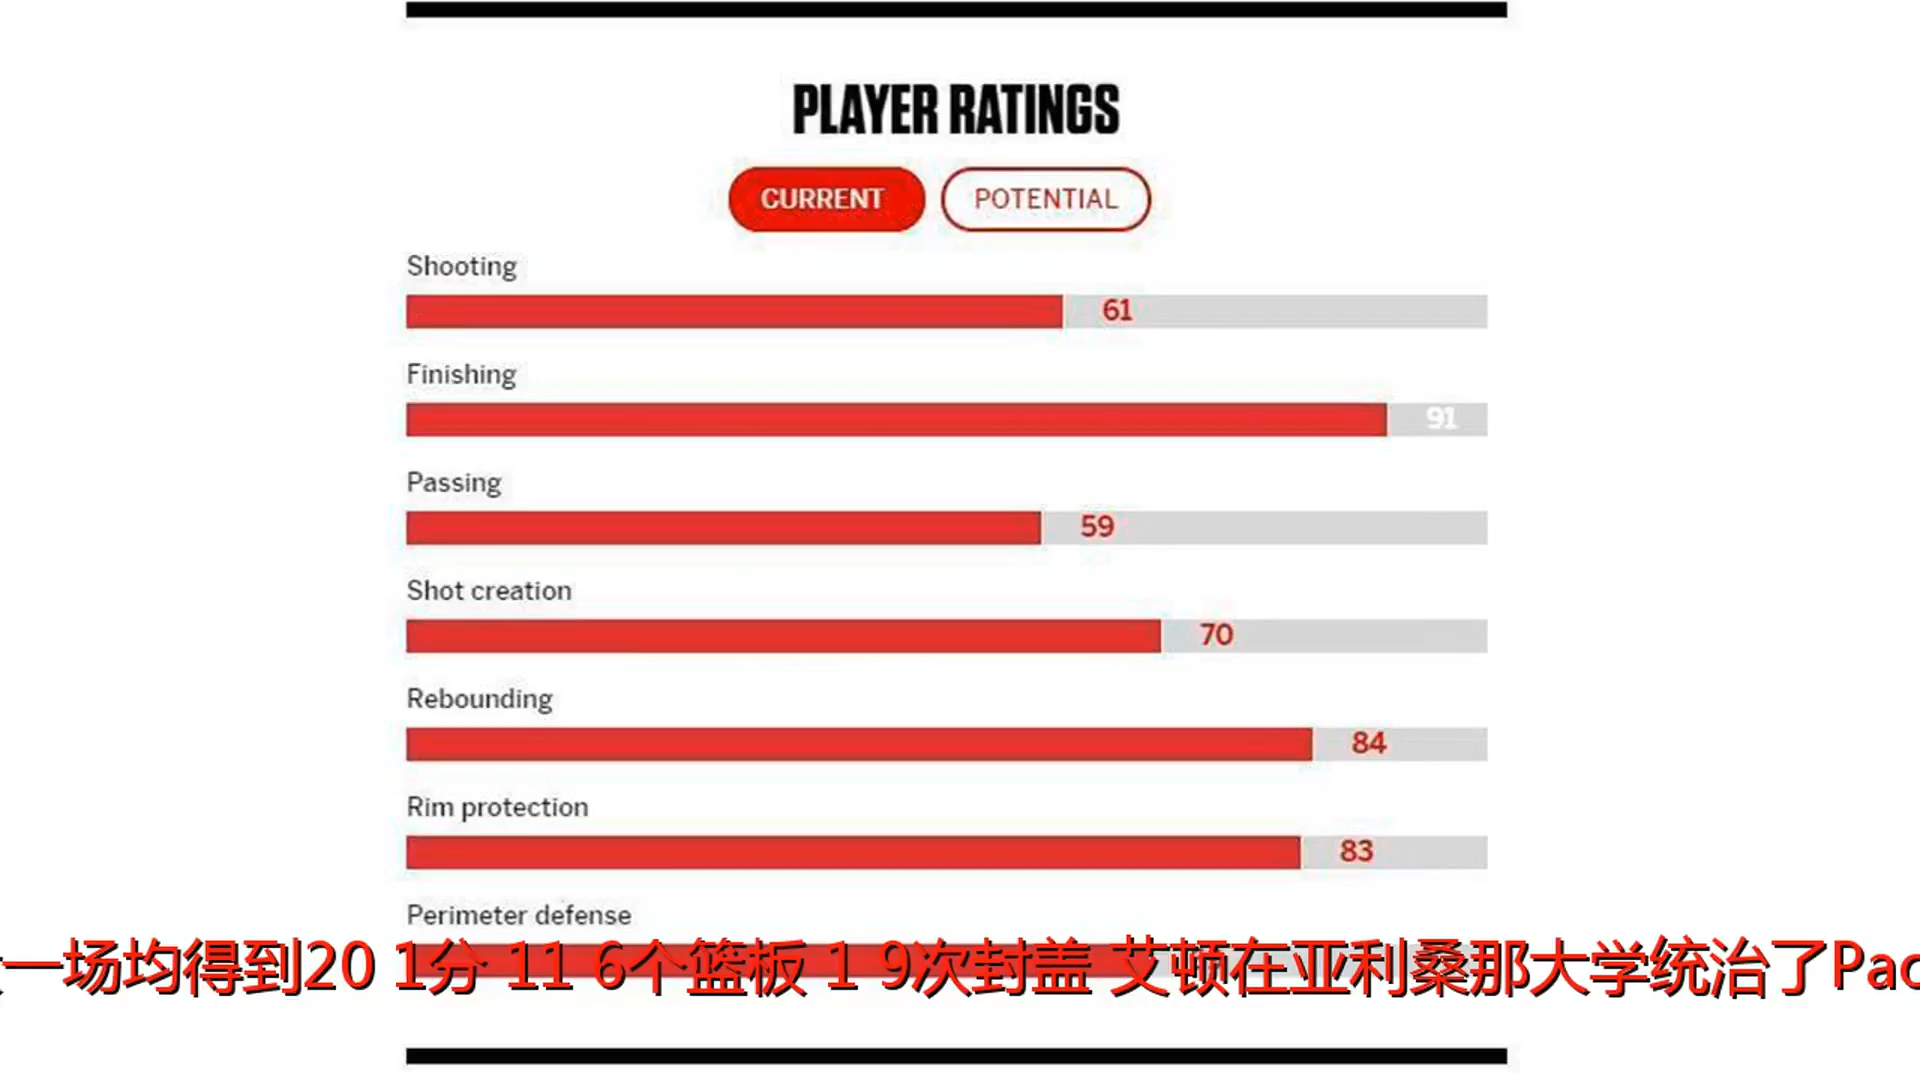 PLAYER RATINGS
CURRENT
POTENTIAL
Shooting
61
Finishing
91
Passing
59
Shot creation
70
Rebounding
84
Rim protection
83
Perimeter defense
一场均得到20 1分 11 6个篮板 1 9次封盖 艾顿在亚利桑那大学统治了Pac